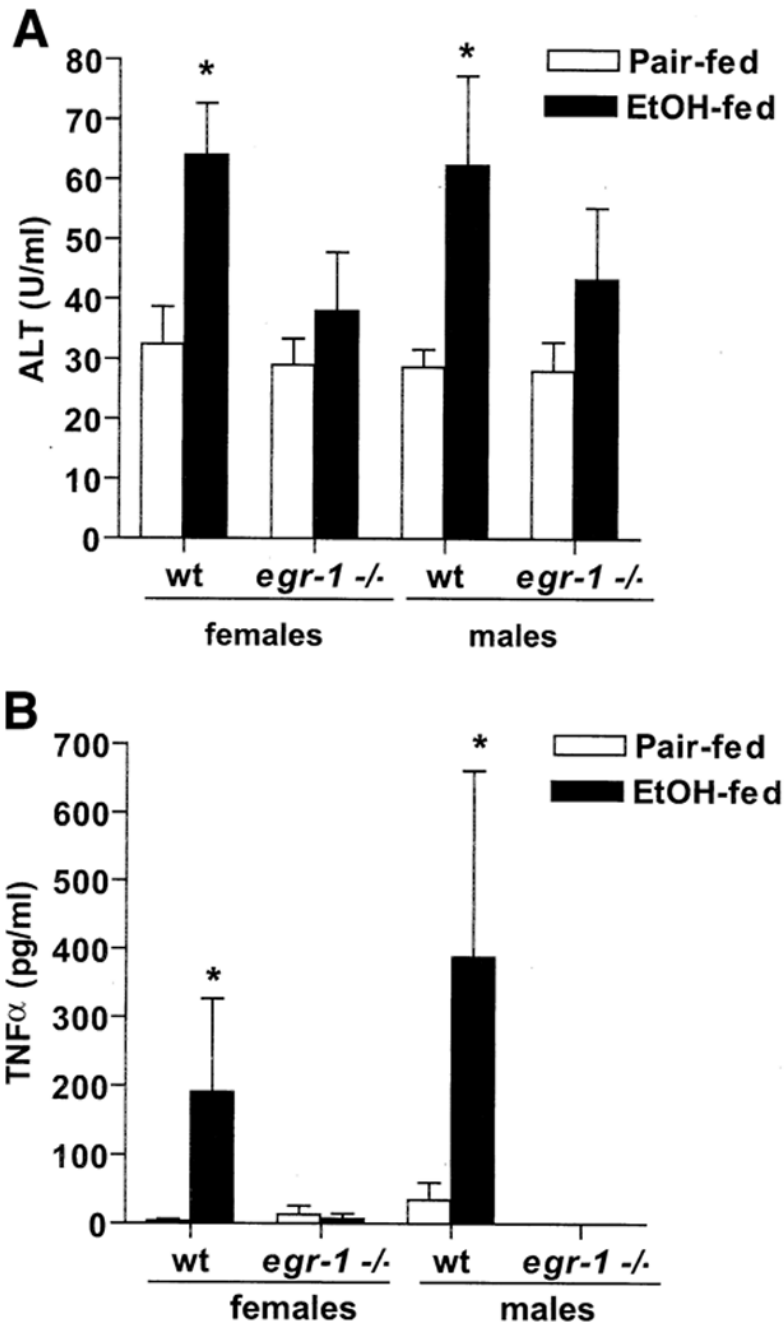 A
80
70
60
50
40
30
20
10
0
ALT (U/ml)
*
*
Pair-fed
EtOH-fed
wt egr-1 -/- wt egr-1 -/-
females males
B
700
600
500
400
300
200
100
0
TNFα (pg/ml)
*
*
Pair-fed
EtOH-fed
wt egr-1 -/- wt egr-1 -/-
females males